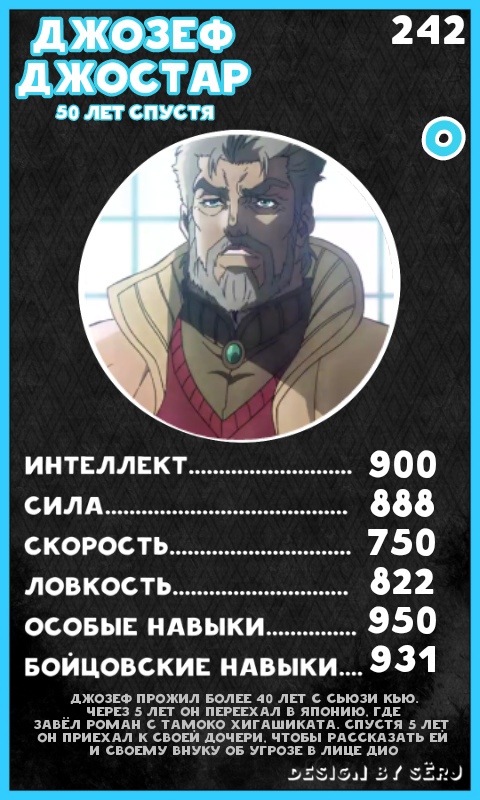 ДЖОЗЕФ
ДЖОСТАР
50 ЛЕТ СПУСТЯ
242
ИНТЕЛЛЕКТ.............................. 900
СИЛА............................................. 888
СКОРОСТЬ................................. 750
ЛОВКОСТЬ................................ 822
ОСОБЫЕ НАВЫКИ................. 950
БОЙЦОВСКИЕ НАВЫКИ.... 931
ДЖОЗЕФ ПРОЖИЛ БОЛЕЕ 40 ЛЕТ С СЬЮЗИ КЬЮ.
ЧЕРЕЗ 5 ЛЕТ ОН ПЕРЕЕХАЛ В ЯПОНИЮ, ГДЕ
ЗАВЁЛ РОМАН С ТАМОКО ХИГАШИКАТА. СПУСТЯ 5 ЛЕТ
ОН ПРИЕХАЛ К СВОЕЙ ДОЧЕРИ, ЧТОБЫ РАССКАЗАТЬ ЕЙ
И СВОЕМУ ВНУКУ ОБ УГРОЗЕ В ЛИЦЕ ДИО
DESIGN BY SЁRJ